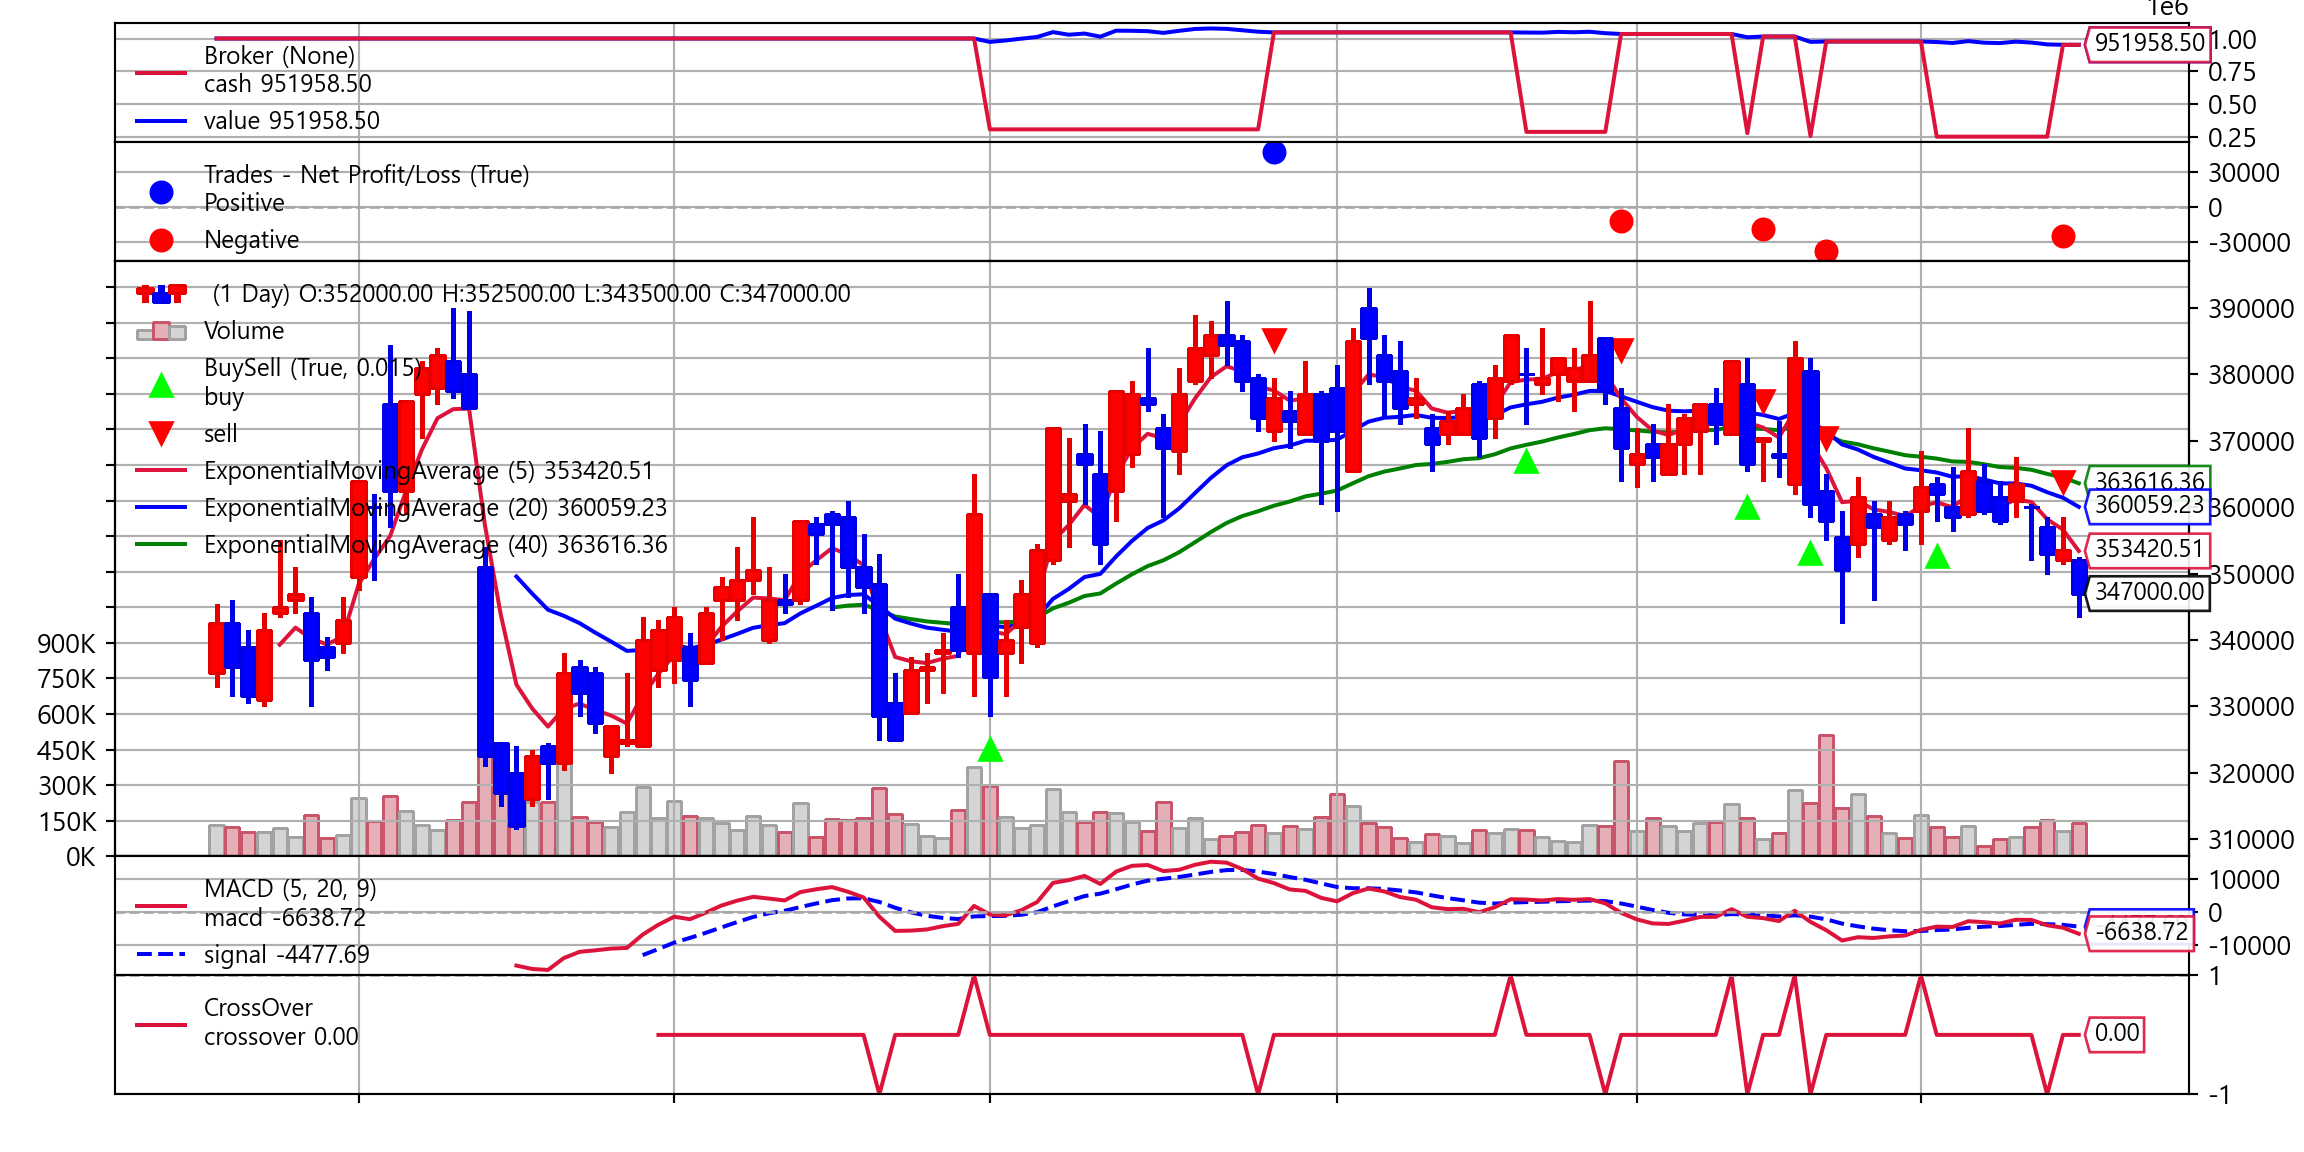 1e6
Broker (None)
cash 951958.50
value 951958.50
951958.50
1.00
0.75
0.50
0.25
Trades - Net Profit/Loss (True)
Positive
Negative
30000
0
-30000
(1 Day) O:352000.00 H:352500.00 L:343500.00 C:347000.00
Volume
BuySell (True, 0.015)
buy
sell
ExponentialMovingAverage (5) 353420.51
ExponentialMovingAverage (20) 360059.23
ExponentialMovingAverage (40) 363616.36
900K
750K
600K
450K
300K
150K
0K
390000
380000
370000
363616.36
360059.23
360000
353420.51
350000
347000.00
340000
330000
320000
310000
MACD (5, 20, 9)
macd -6638.72
signal -4477.69
10000
0
-6638.72
-10000
CrossOver
crossover 0.00
1
0.00
-1